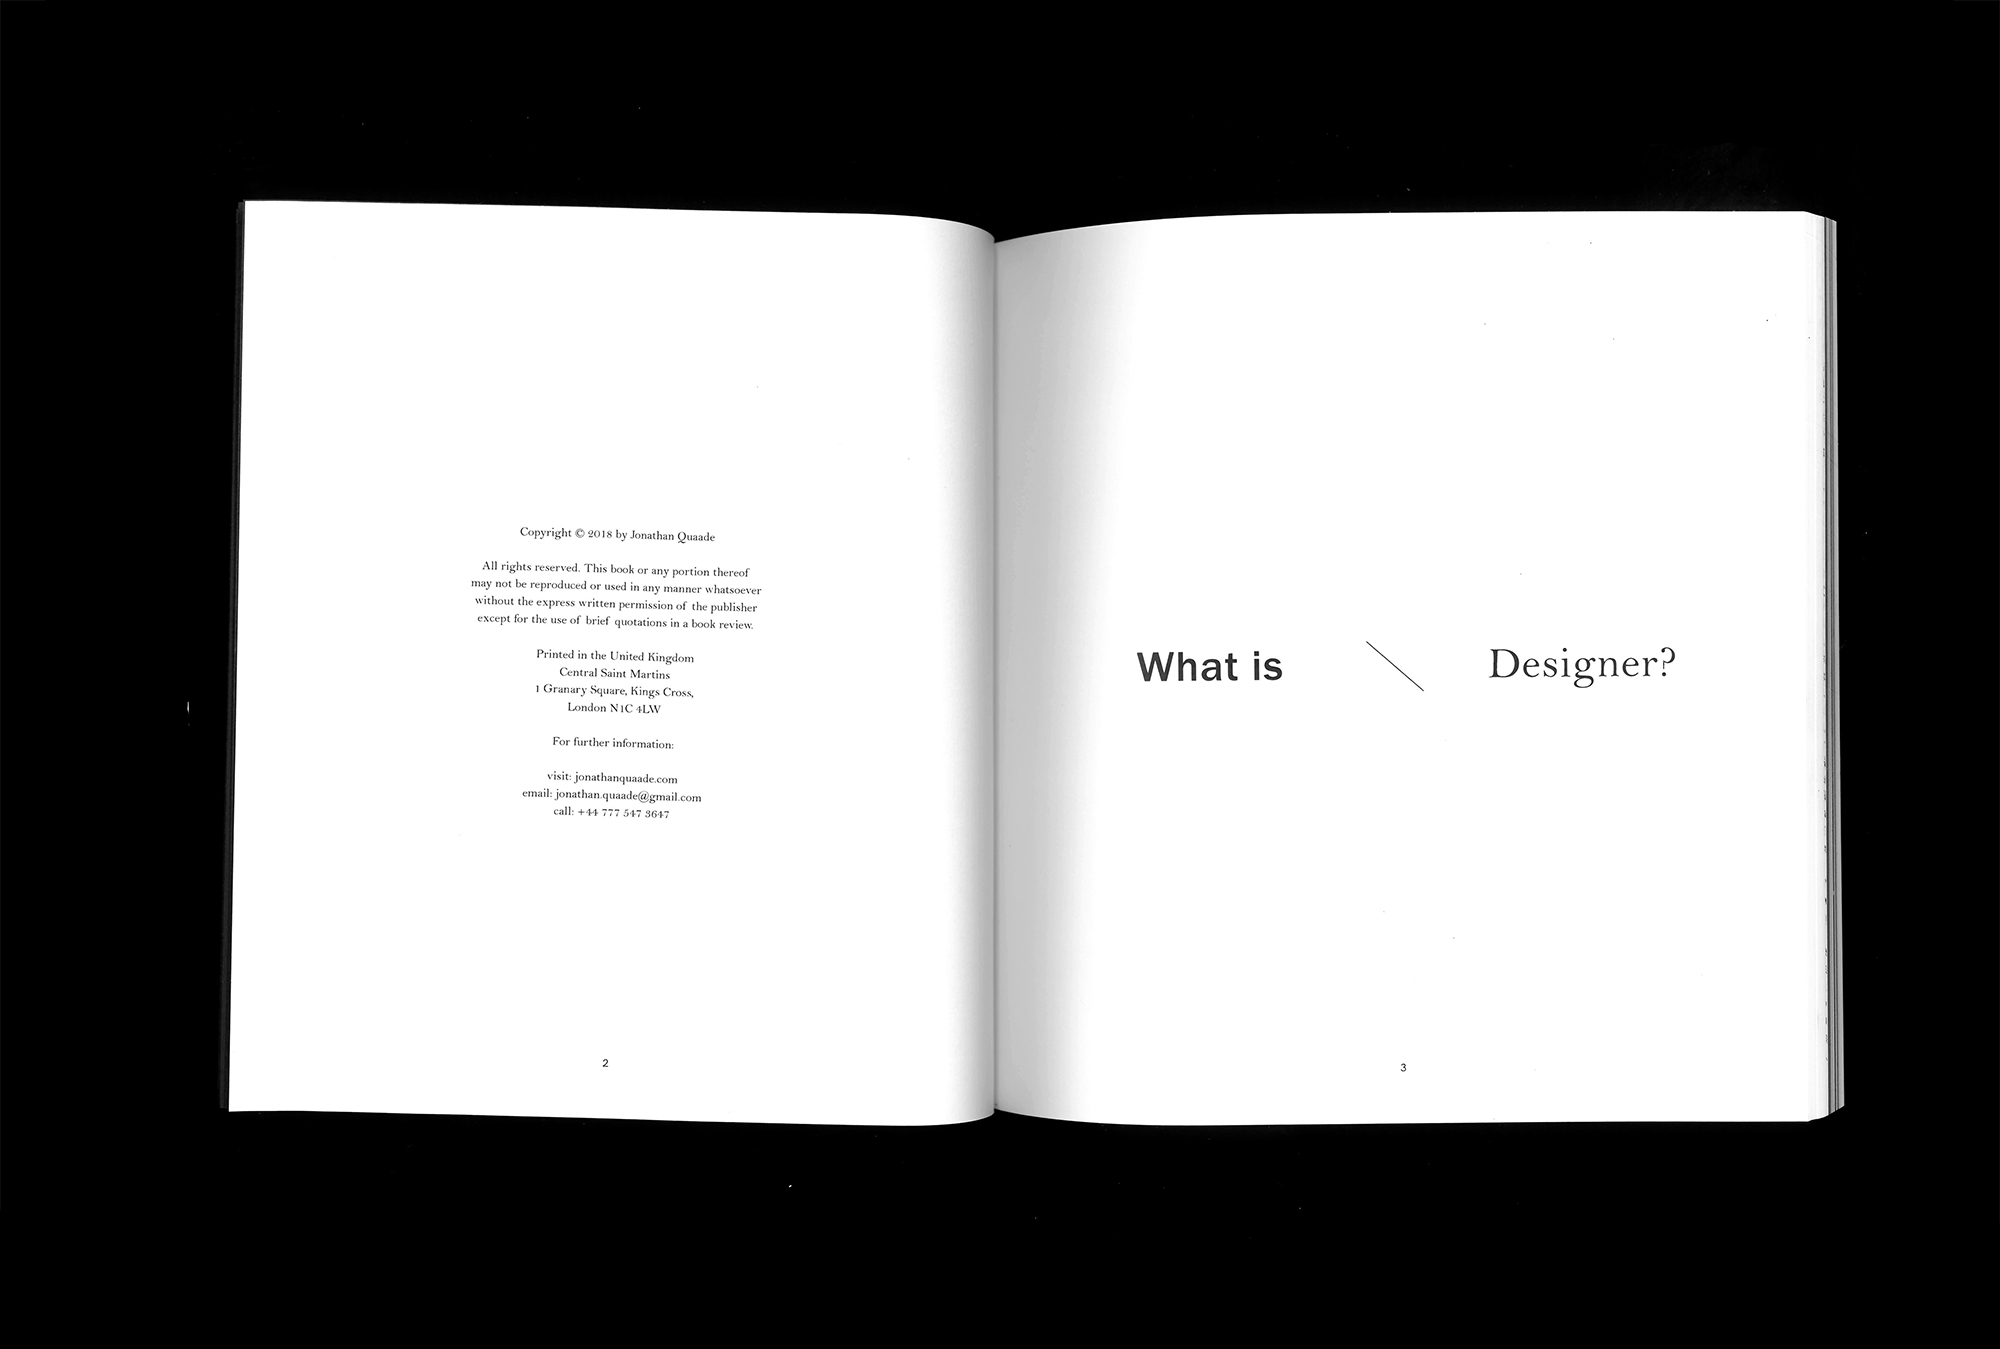 Copyright © 2018 by Jonathan Quaade
All rights reserved. This book or any portion thereof
may not be reproduced or used in any manner whatsoever
without the express written permission of the publisher
except for the use of brief quotations in a book review.
Printed in the United Kingdom
Central Saint Martins
1 Granary Square, Kings Cross,
London N1C 4LW
For further information:
visit: jonathanquaade.com
email: jonathan.quaade@gmail.com
call: +44 777 547 3647
2
What is \ Designer?
3